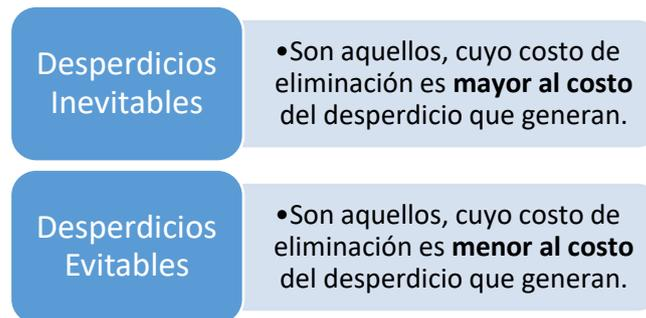 Desperdicios
Inevitables
•Son aquellos, cuyo costo de
eliminación es mayor al costo
del desperdicio que generan.
Desperdicios
Evitables
•Son aquellos, cuyo costo de
eliminación es menor al costo
del desperdicio que generan.